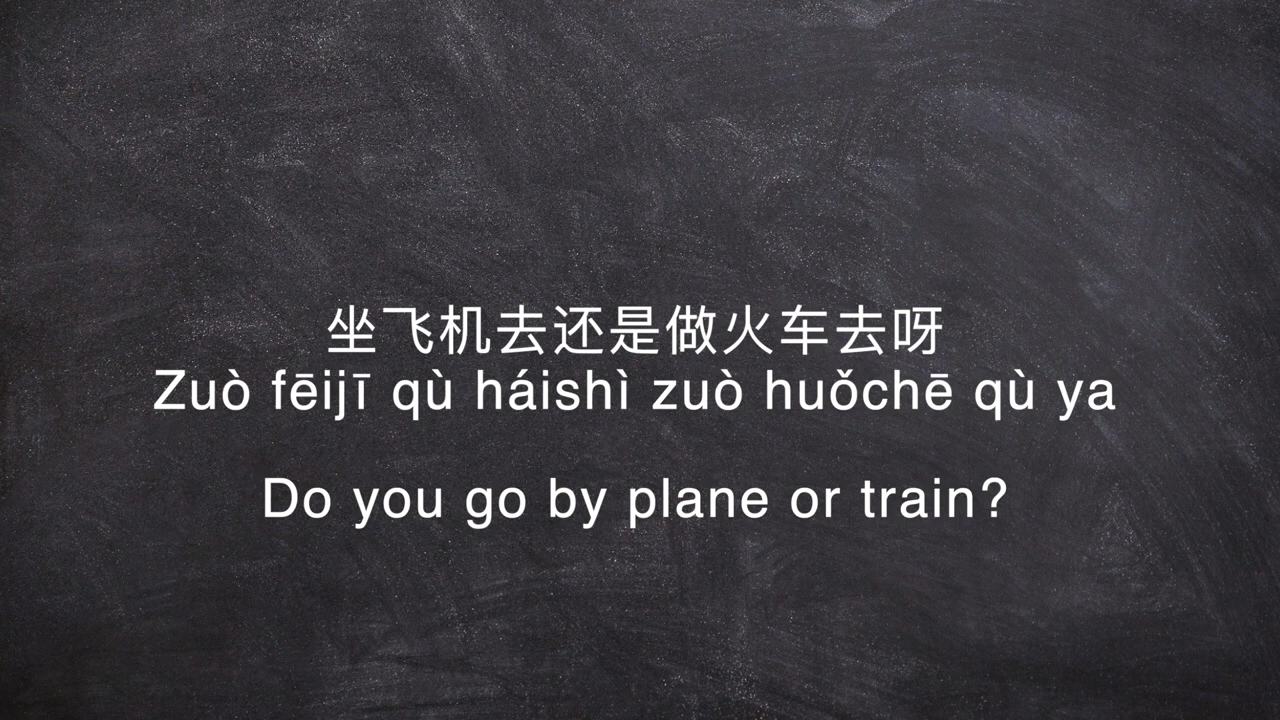 坐飞机去还是做火车去呀
Zuò fēijī qù háishì zuò huǒchē qù ya
Do you go by plane or train?